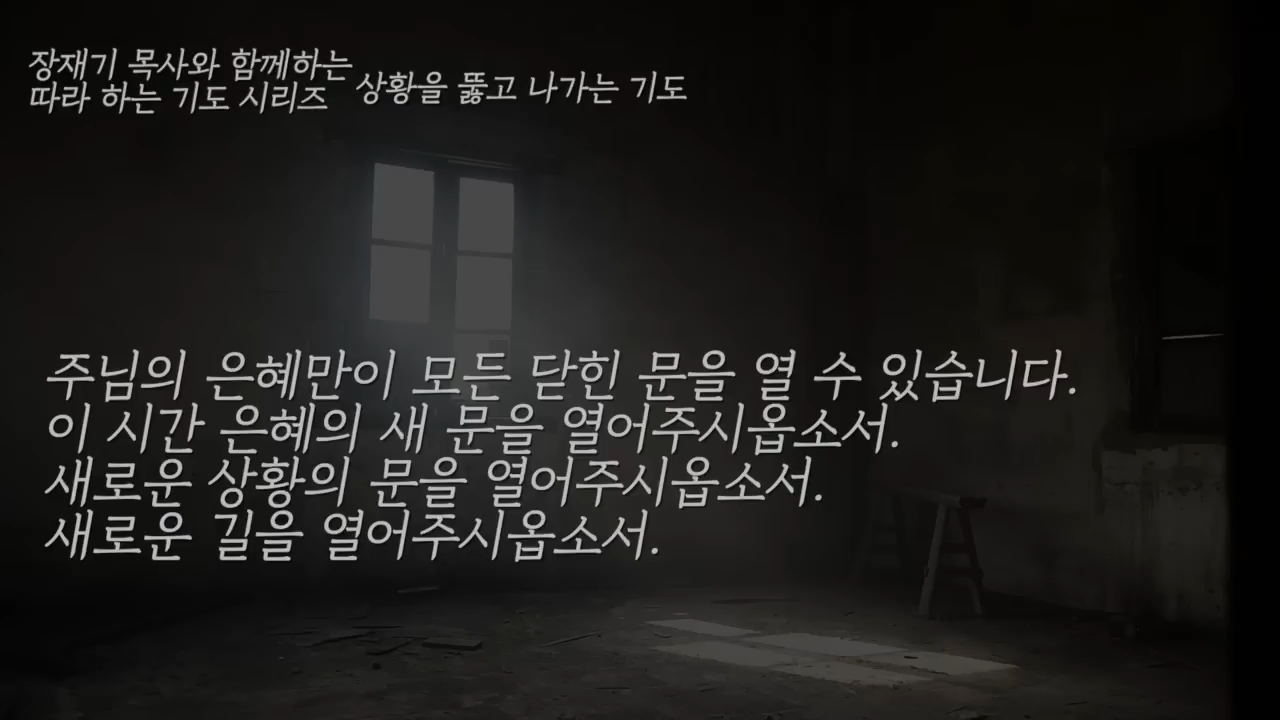 장재기 목사와 함께하는
따라 하는 기도 시리즈
상황을 뚫고 나가는 기도
주님의 은혜만이 모든 닫힌 문을 열 수 있습니다.
이 시간 은혜의 새 문을 열어주시옵소서.
새로운 상황의 문을 열어주시옵소서.
새로운 길을 열어주시옵소서.